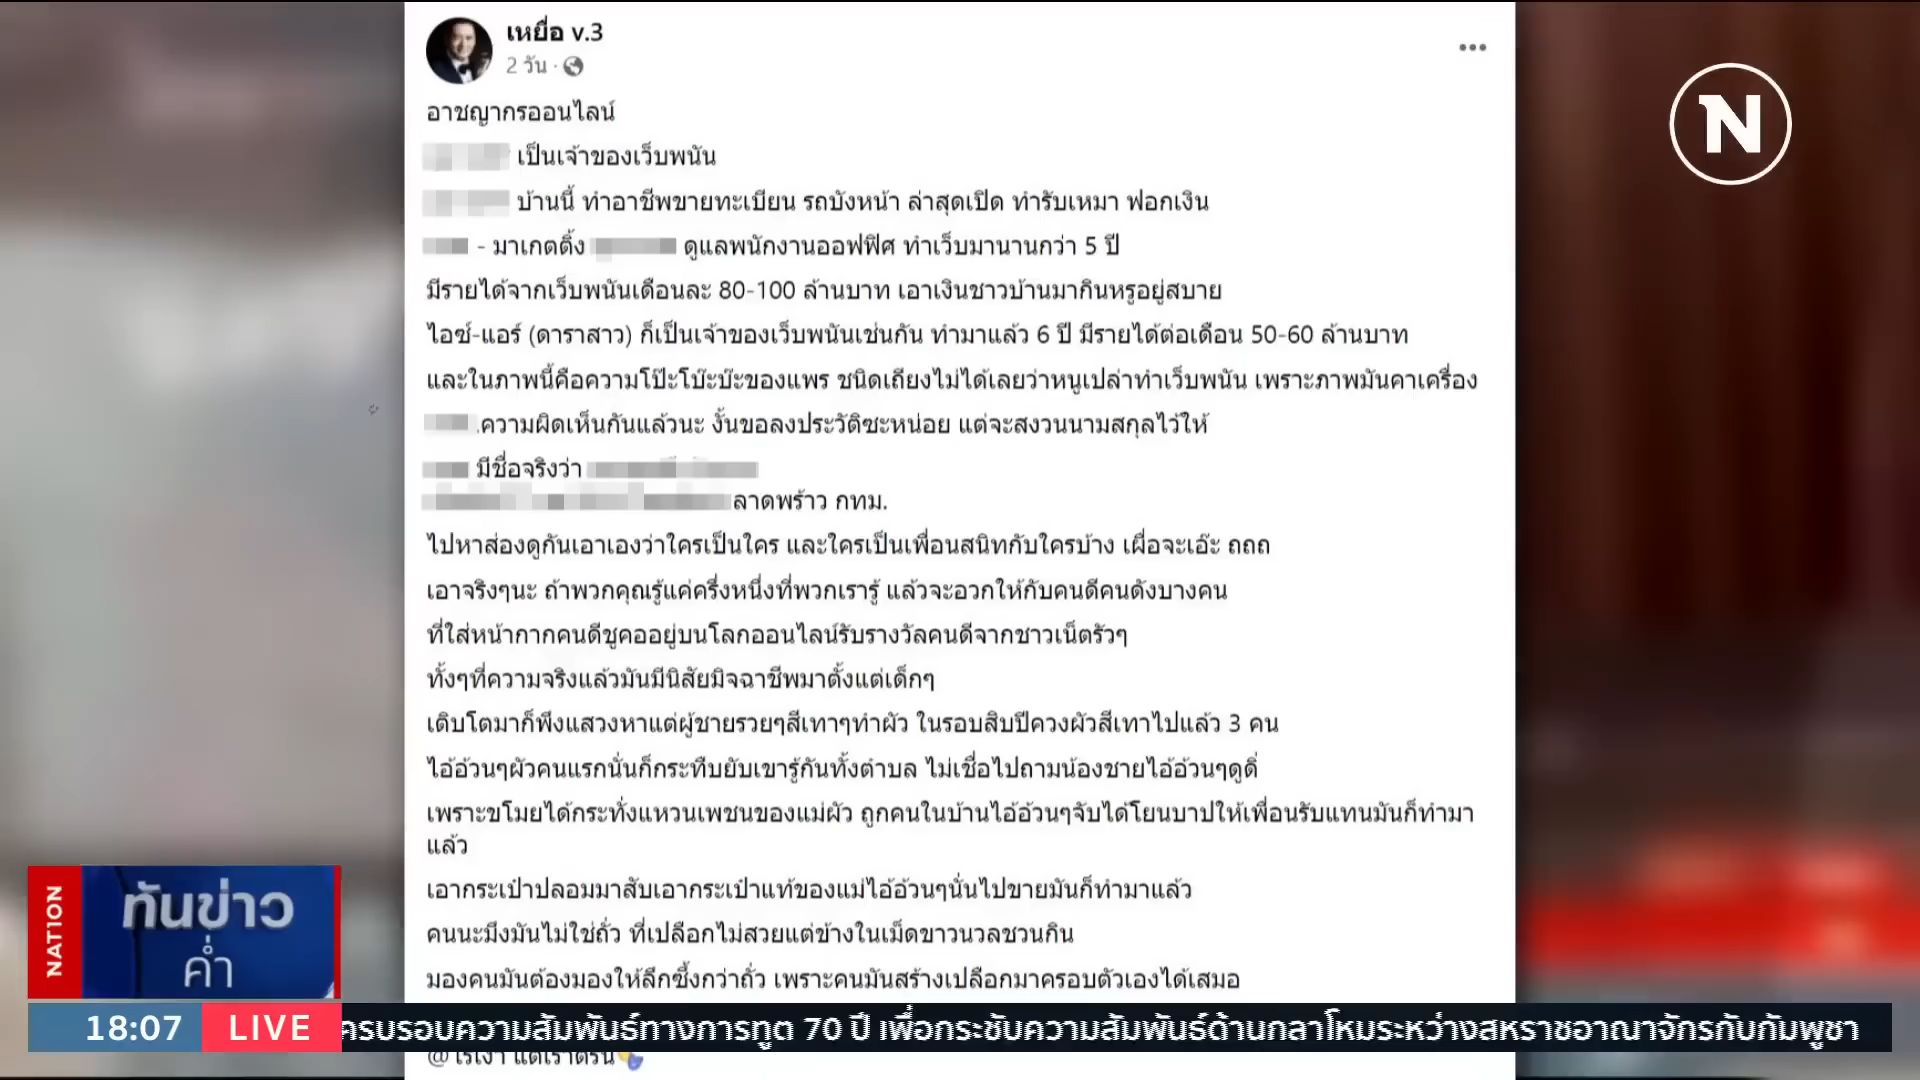 เหยื่อ v.3
2 วัน ·
อาชญากรออนไลน์
เป็นเจ้าของเว็บพนัน
บ้านนี้ ทำอาชีพขายทะเบียน รถบังหน้า ล่าสุดเปิด ทำรับเหมา ฟอกเงิน
- มาเกตติ้ง ดูแลพนักงานออฟฟิศ ทำเว็บมานานกว่า 5 ปี
มีรายได้จากเว็บพนันเดือนละ 80-100 ล้านบาท เอาเงินชาวบ้านมากินหรูอยู่สบาย
ไอซ์-แอร์ (ดาราสาว) ก็เป็นเจ้าของเว็บพนันเช่นกัน ทำมาแล้ว 6 ปี มีรายได้ต่อเดือน 50-60 ล้านบาท
และในภาพนี้คือความโป๊ะโบ๊ะบ๊ะของแพร ชนิดเถียงไม่ได้เลยว่าหนูเปล่าทำเว็บพนัน เพราะภาพมันคาเครื่อง
.ความผิดเห็นกันแล้วนะ งั้นขอลงประวัติซะหน่อย แต่จะสงวนนามสกุลไว้ให้
มีชื่อจริงว่า
ลาดพร้าว กทม.
ไปหาส่องดูกันเอาเองว่าใครเป็นใคร และใครเป็นเพื่อนสนิทกับใครบ้าง เผื่อจะเอ๊ะ ถถถ
เอาจริงๆนะ ถ้าพวกคุณรู้แค่ครึ่งหนึ่งที่พวกเรารู้ แล้วจะอวกให้กับคนดีคนดังบางคน
ที่ใส่หน้ากากคนดีชูคออยู่บนโลกออนไลน์รับรางวัลคนดีจากชาวเน็ตรัวๆ
ทั้งๆที่ความจริงแล้วมันมีนิสัยมิจฉาชีพมาตั้งแต่เด็กๆ
เติบโตมาก็พึงแสวงหาแต่ผู้ชายรวยๆสีเทาๆทำผัว ในรอบสิบปีควงผัวสีเทาไปแล้ว 3 คน
ไอ้อ้วนๆผัวคนแรกนั่นก็กระทืบยับเขารู้กันทั้งตำบล ไม่เชื่อไปถามน้องชายไอ้อ้วนๆดูดิ่
เพราะขโมยได้กระทั่งแหวนเพชนของแม่ผัว ถูกคนในบ้านไอ้อ้วนๆจับได้โยนบาปให้เพื่อนรับแทนมันก็ทำมา
แล้ว
เอากระเป๋าปลอมมาสับเอากระเป๋าแท้ของแม่ไอ้อ้วนๆนั่นไปขายมันก็ทำมาแล้ว
คนนะมึงมันไม่ใช่ถั่ว ที่เปลือกไม่สวยแต่ข้างในเม็ดขาวนวลชวนกิน
มองคนมันต้องมองให้ลึกซึ้งกว่าถั่ว เพราะคนมันสร้างเปลือกมาครอบตัวเองได้เสมอ
N
NATION
ทันข่าว
ค่ำ
18:07 LIVE ครบรอบความสัมพันธ์ทางการทูต 70 ปี เพื่อกระชับความสัมพันธ์ด้านกลาโหมระหว่างสหราชอาณาจักรกับกัมพูชา